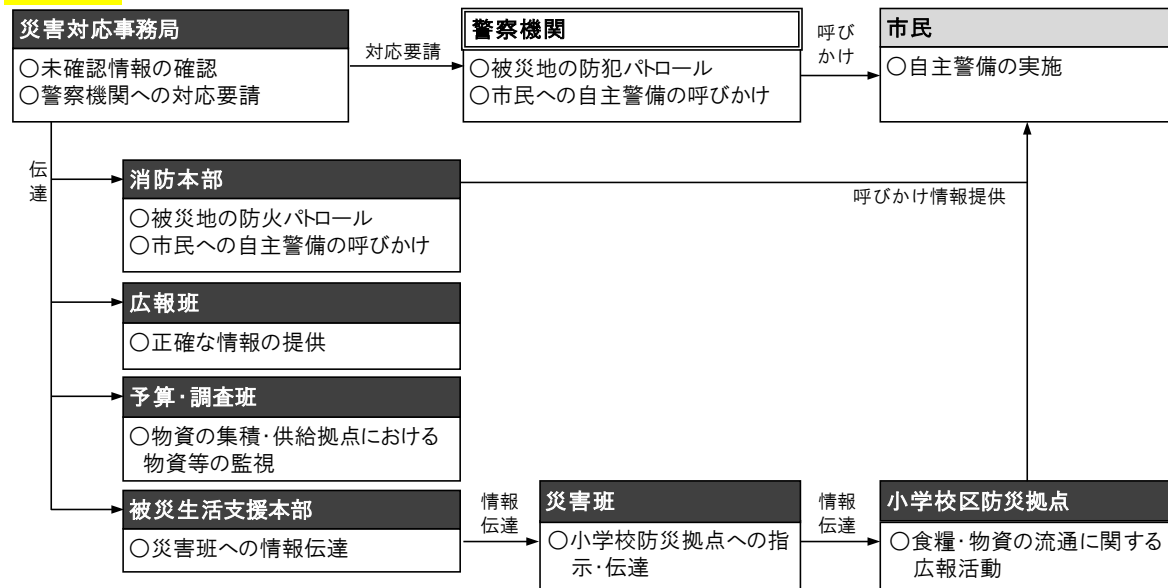 災害対応事務局
○未確認情報の確認
○警察機関への対応要請
対応要請
警察機関
○被災地の防犯パトロール
○市民への自主警備の呼びかけ
呼び
かけ
市民
○自主警備の実施
伝
達
消防本部
○被災地の防火パトロール
○市民への自主警備の呼びかけ
呼びかけ情報提供
広報班
○正確な情報の提供
予算・調査班
○物資の集積・供給拠点における
物資等の監視
被災生活支援本部
○災害班への情報伝達
情報
伝達
災害班
○小学校防災拠点への指
示・伝達
情報
伝達
小学校区防災拠点
○食糧・物資の流通に関する
広報活動